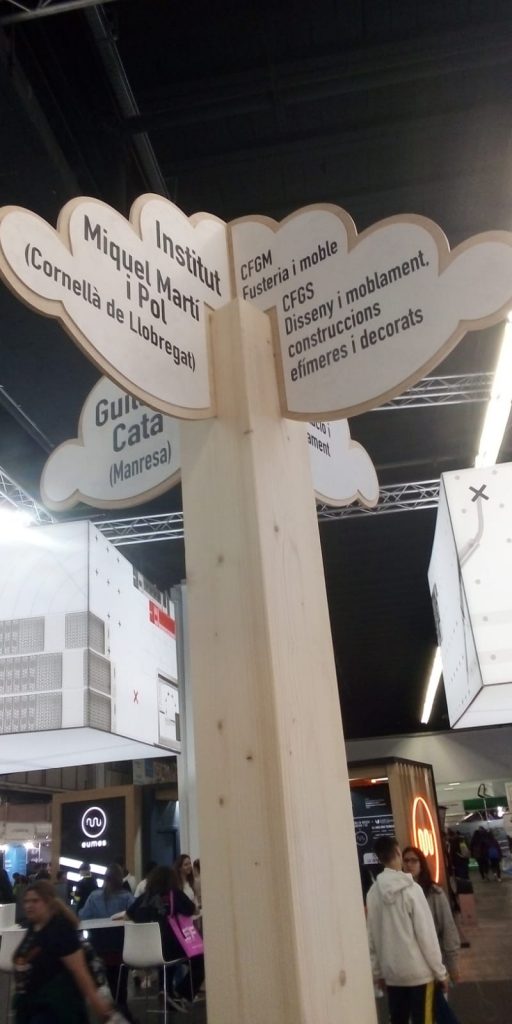 Institut
Miquel Martí
i Pol
(Cornellà de Llobregat)
CFGM
Fusteria i moble
CFGS
Disseny i moblament,
construccions
efímeres i decorats
Cata
(Manresa)
i
eumes